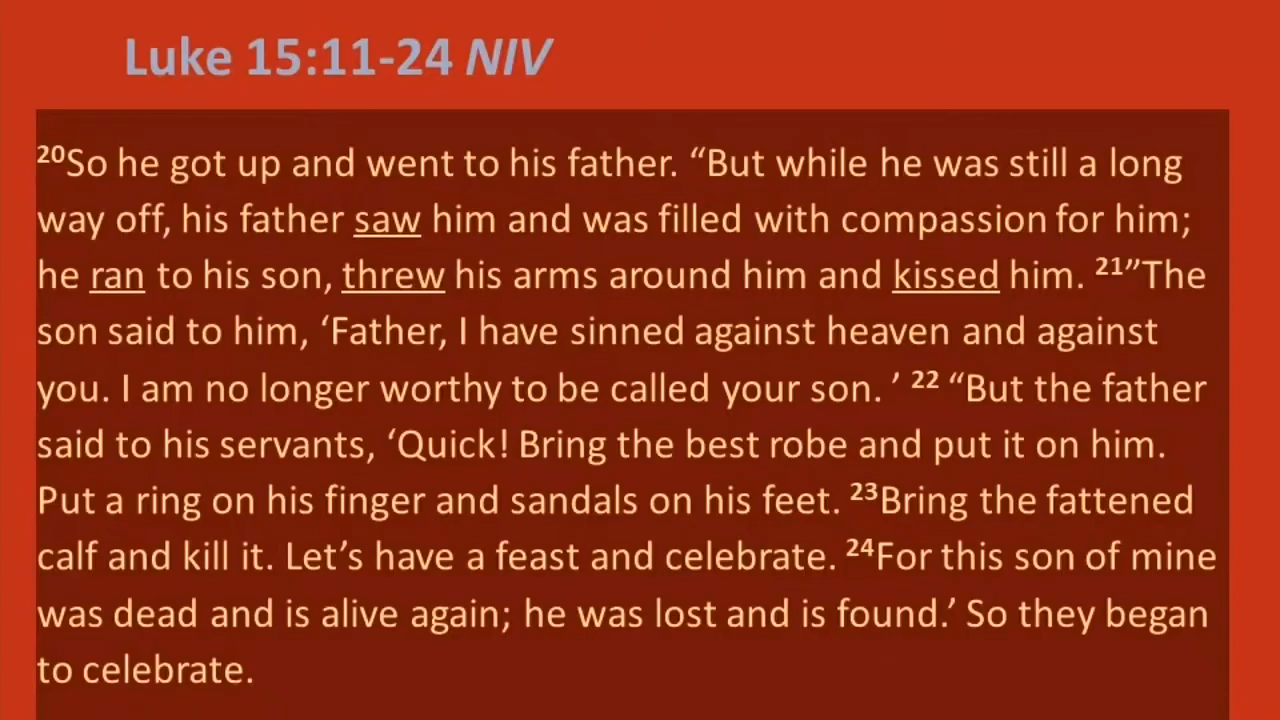 Luke 15:11-24 NIV
²⁰So he got up and went to his father. “But while he was still a long
way off, his father saw him and was filled with compassion for him;
he ran to his son, threw his arms around him and kissed him. ²¹”The
son said to him, ‘Father, I have sinned against heaven and against
you. I am no longer worthy to be called your son. ’ ²² “But the father
said to his servants, ‘Quick! Bring the best robe and put it on him.
Put a ring on his finger and sandals on his feet. ²³Bring the fattened
calf and kill it. Let’s have a feast and celebrate. ²⁴For this son of mine
was dead and is alive again; he was lost and is found.’ So they began
to celebrate.